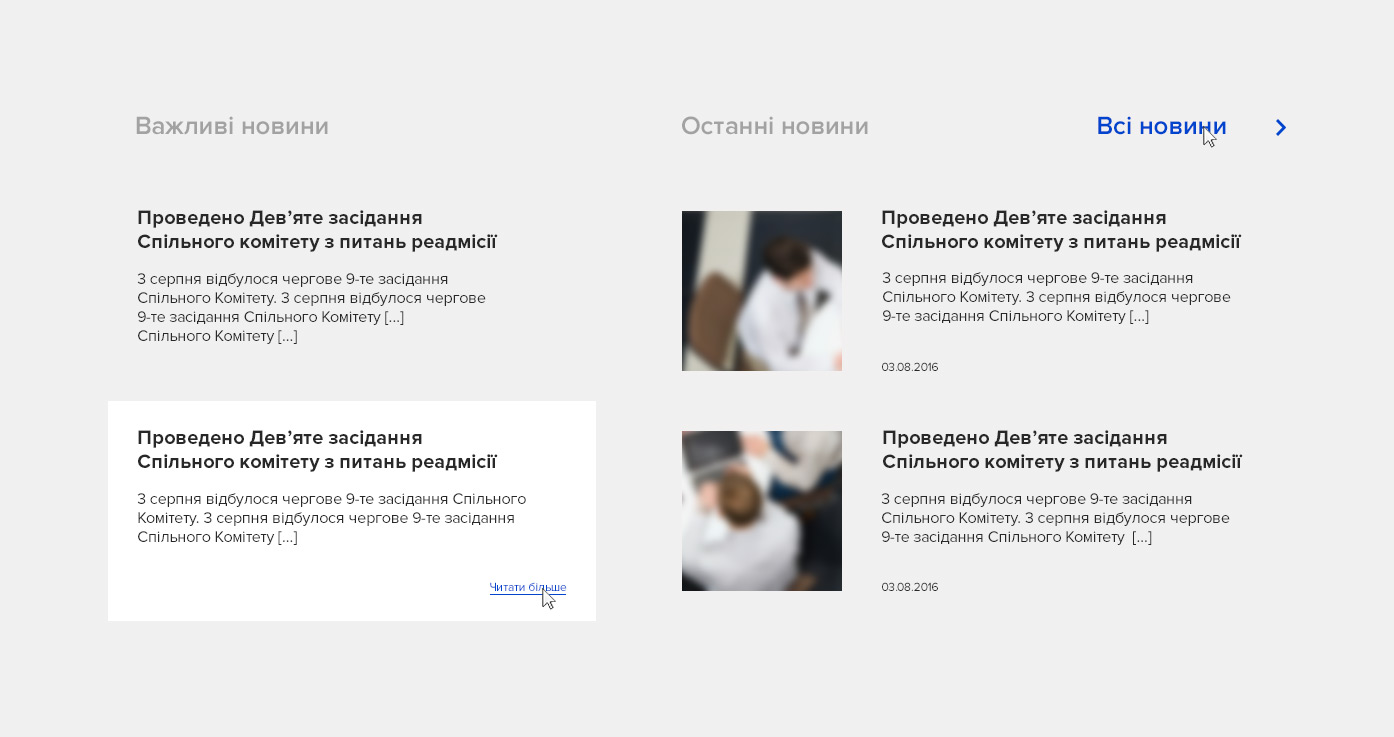 Важливі новини
Проведено Дев’яте засідання
Спільного комітету з питань реадмісії
3 серпня відбулося чергове 9-те засідання
Спільного Комітету. 3 серпня відбулося чергове
9-те засідання Спільного Комітету [...]
Спільного Комітету [...]
Проведено Дев’яте засідання
Спільного комітету з питань реадмісії
3 серпня відбулося чергове 9-те засідання Спільного
Комітету. 3 серпня відбулося чергове 9-те засідання
Спільного Комітету [...]
Читати більше
Останні новини
Всі новини
Проведено Дев’яте засідання
Спільного комітету з питань реадмісії
3 серпня відбулося чергове 9-те засідання
Спільного Комітету. 3 серпня відбулося чергове
9-те засідання Спільного Комітету [...]
03.08.2016
Проведено Дев’яте засідання
Спільного комітету з питань реадмісії
3 серпня відбулося чергове 9-те засідання
Спільного Комітету. 3 серпня відбулося чергове
9-те засідання Спільного Комітету  [...]
03.08.2016